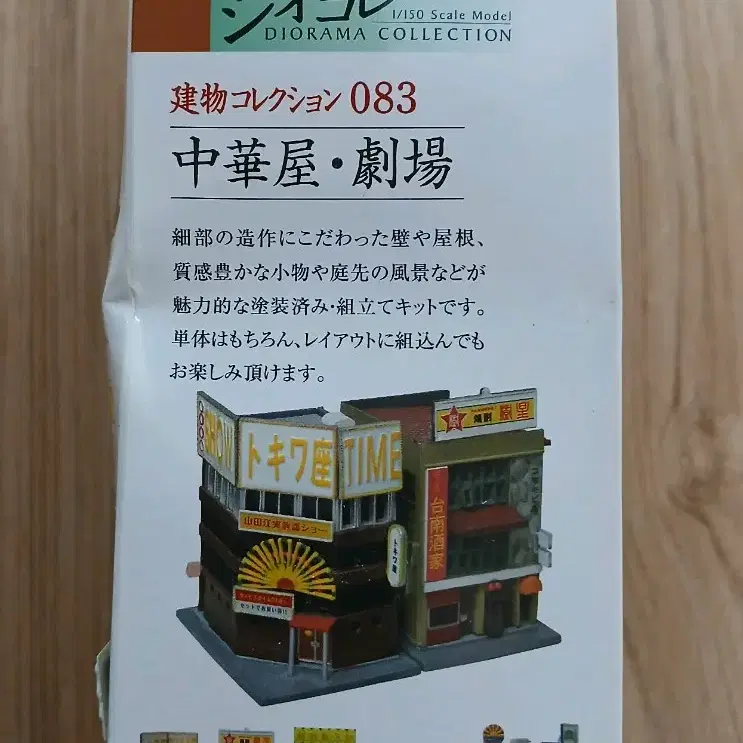 ジオコレ
1/150 Scale Model
DIORAMA COLLECTION
建物コレクション 083
中華屋・劇場
細部の造作にこだわった壁や屋根、
質感豊かな小物や庭先の風景などが
魅力的な塗装済み・組立てキットです。
単体はもちろん、レイアウトに組込んでも
お楽しみ頂けます。
SHOW
トキワ座
TIME
台南酒家
トキワ座